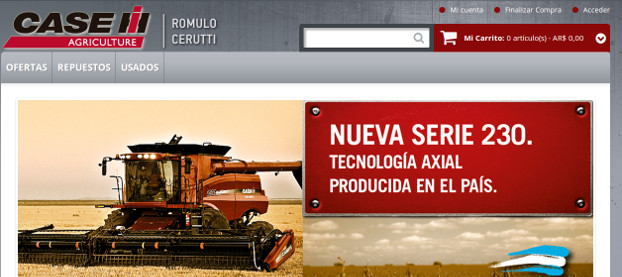 CASE IH
AGRICULTURE
ROMULO
CERUTTI
Mi cuenta
Finalizar Compra
Acceder
Mi Carrito: 0 artículo(s) - AR$ 0,00
OFERTAS
REPUESTOS
USADOS
NUEVA SERIE 230.
TECNOLOGÍA AXIAL
PRODUCIDA EN EL PAÍS.